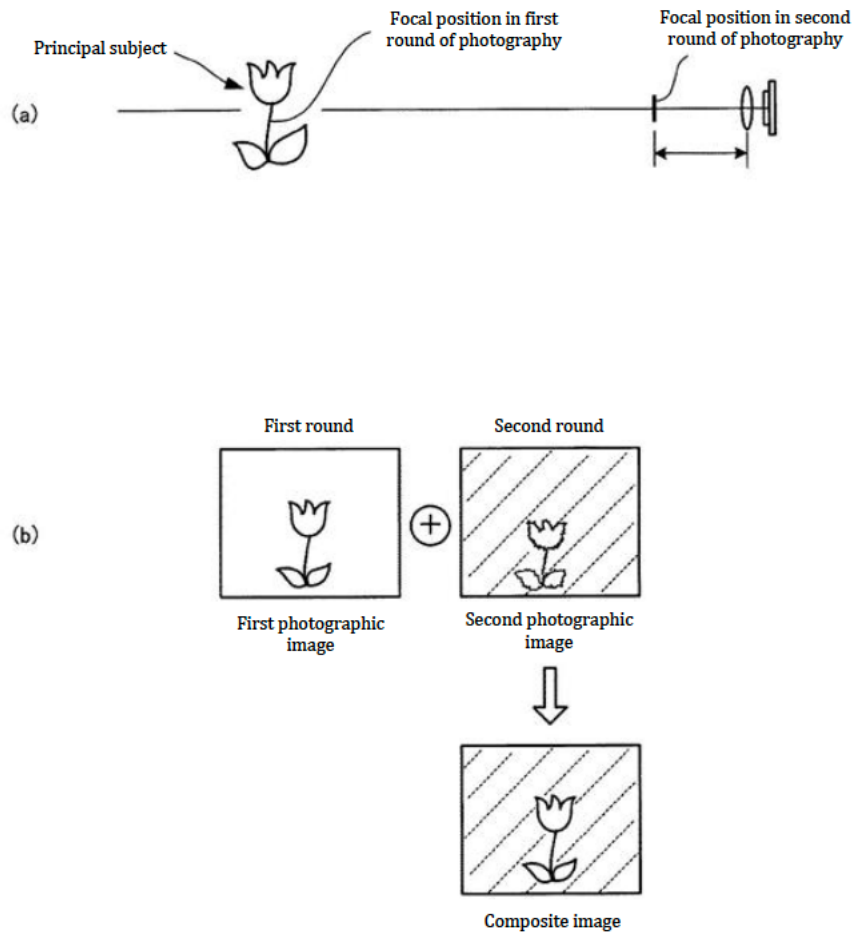 Principal subject
Focal position in first
round of photography
Focal position in second
round of photography
(a)
First round
Second round
(b)
First photographic
image
Second photographic
image
Composite image